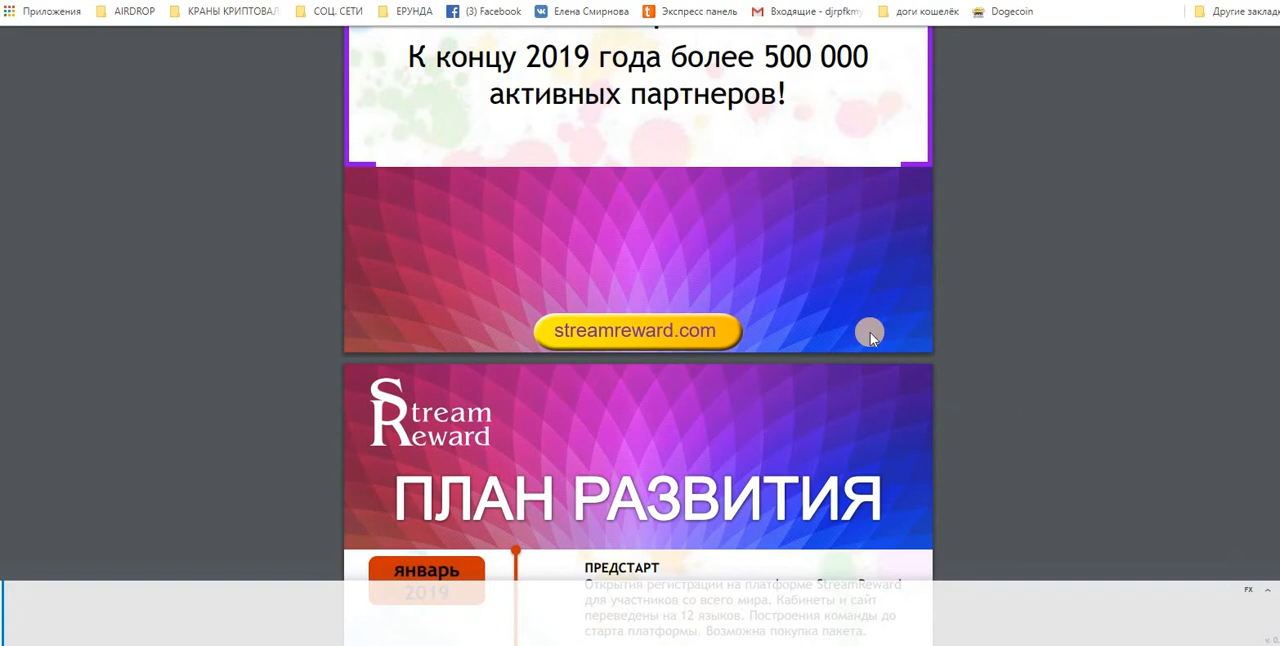 Приложения AIRDROP КРАНЫ КРИПТОВАЛ СОЦ. СЕТИ ЕРУНДА (3) Facebook Елена Смирнова Экспресс панель Входящие - djrpfkmy доги кошелёк Dogecoin Другие заклад
К концу 2019 года более 500 000
активных партнеров!
streamreward.com
Stream
Reward
ПЛАН РАЗВИТИЯ
январь
2019
ПРЕДСТАРТ
Открытия регистрации на платформе StreamReward
для участников со всего мира. Кабинеты и сайт
переведены на 12 языков. Построения команды до
старта платформы. Возможна покупка пакета.
FX
v. 0.